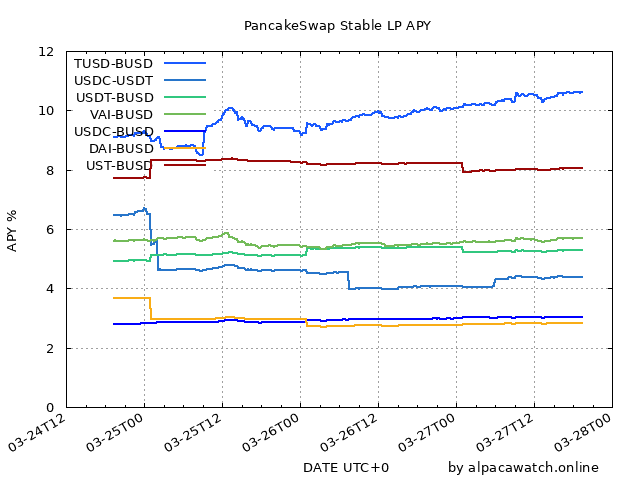 PancakeSwap Stable LP APY
12
10
8
6
4
2
0
APY %
TUSD-BUSD
USDC-USDT
USDT-BUSD
VAI-BUSD
USDC-BUSD
DAI-BUSD
UST-BUSD
03-24T12
03-25T00
03-25T12
03-26T00
03-26T12
03-27T00
03-27T12
03-28T00
DATE UTC+0
by alpacawatch.online